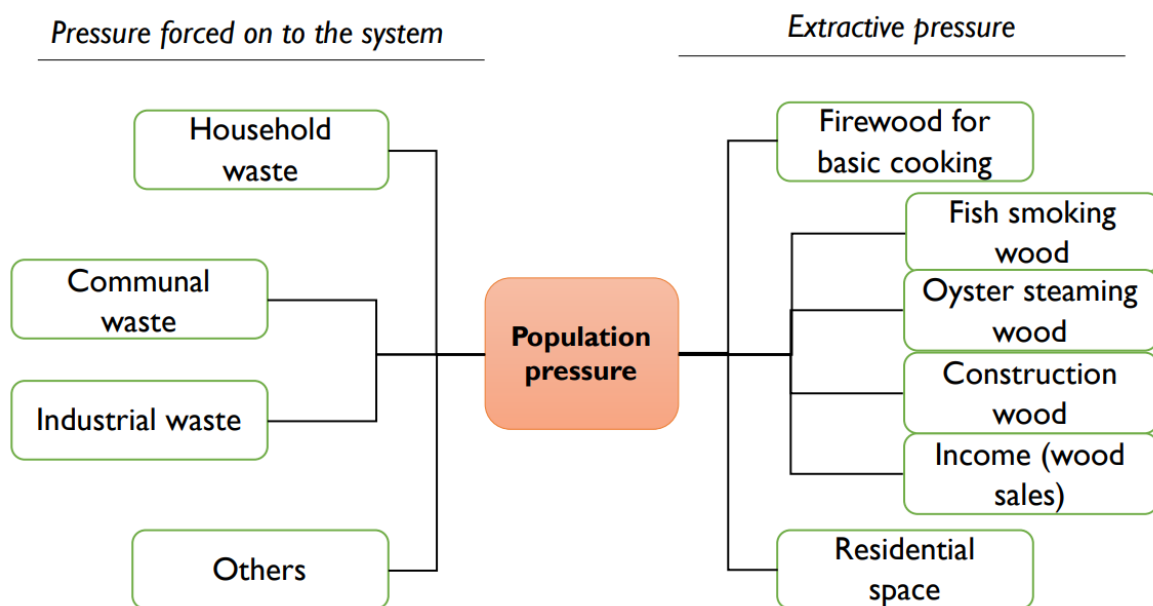 Pressure forced on to the system
Extractive pressure
Household
waste
Communal
waste
Industrial waste
Others
Population
pressure
Firewood for
basic cooking
Fish smoking
wood
Oyster steaming
wood
Construction
wood
Income (wood
sales)
Residential
space